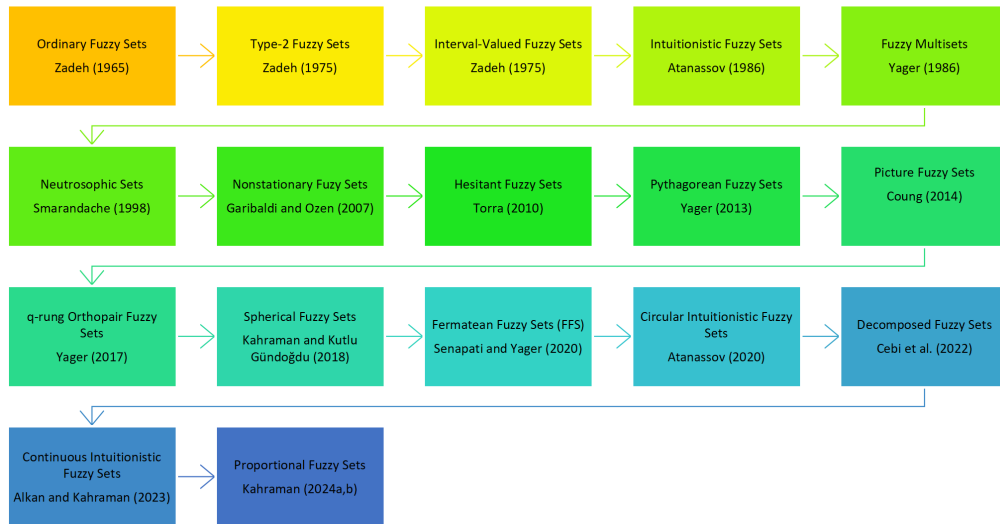 Ordinary Fuzzy Sets
Zadeh (1965)
Type-2 Fuzzy Sets
Zadeh (1975)
Interval-Valued Fuzzy Sets
Zadeh (1975)
Intuitionistic Fuzzy Sets
Atanassov (1986)
Fuzzy Multisets
Yager (1986)
Neutrosophic Sets
Smarandache (1998)
Nonstationary Fuzy Sets
Garibaldi and Ozen (2007)
Hesitant Fuzzy Sets
Torra (2010)
Pythagorean Fuzzy Sets
Yager (2013)
Picture Fuzzy Sets
Coung (2014)
q-rung Orthopair Fuzzy
Sets
Yager (2017)
Spherical Fuzzy Sets
Kahraman and Kutlu
Gündoğdu (2018)
Fermatean Fuzzy Sets (FFS)
Senapati and Yager (2020)
Circular Intuitionistic Fuzzy
Sets
Atanassov (2020)
Decomposed Fuzzy Sets
Cebi et al. (2022)
Continuous Intuitionistic
Fuzzy Sets
Alkan and Kahraman (2023)
Proportional Fuzzy Sets
Kahraman (2024a,b)